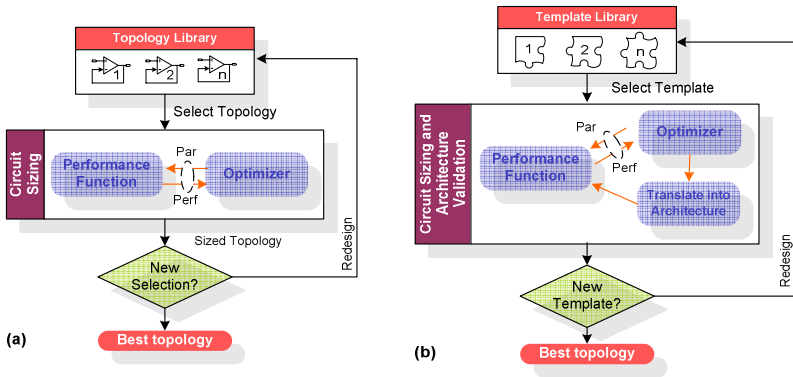 Topology Library
1
2
n
Select Topology
Circuit
Sizing
Performance
Function
Par
Perf
Optimizer
Sized Topology
New
Selection?
Redesign
Best topology
(a)
Template Library
1
2
n
Select Template
Circuit Sizing and
Architecture
Validation
Performance
Function
Par
Perf
Optimizer
Translate into
Architecture
New
Template?
Redesign
Best topology
(b)